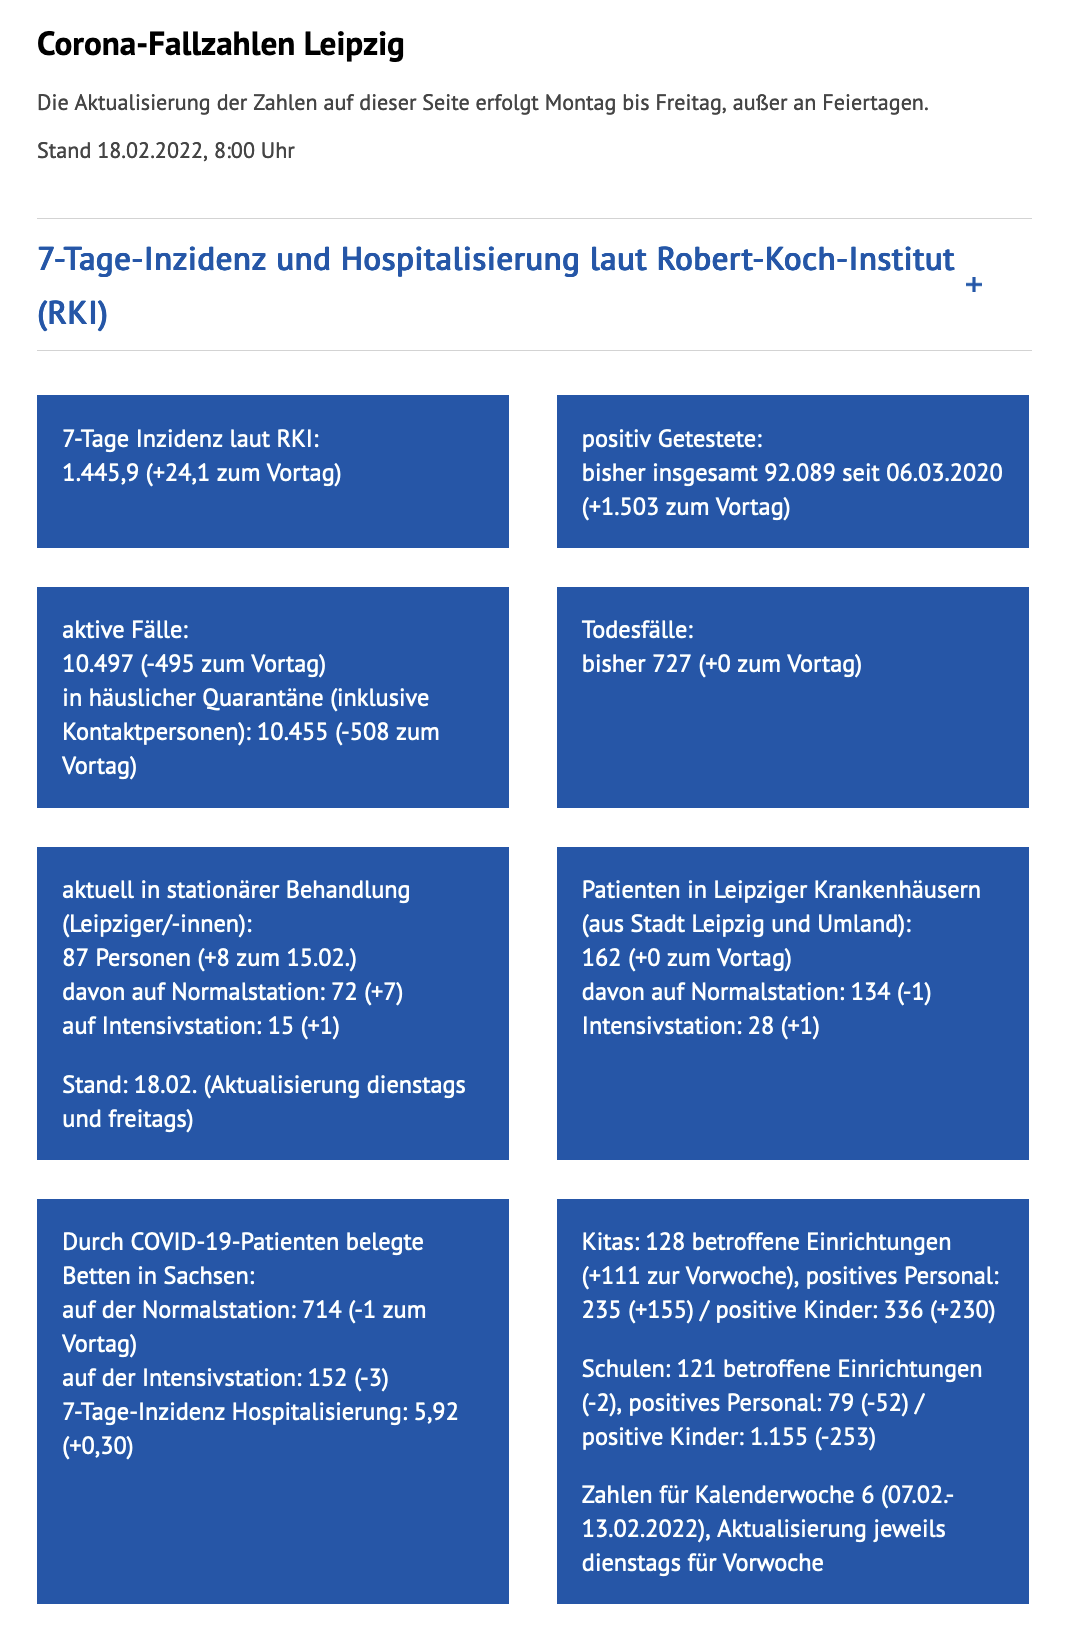 Corona-Fallzahlen Leipzig
Die Aktualisierung der Zahlen auf dieser Seite erfolgt Montag bis Freitag, außer an Feiertagen.
Stand 18.02.2022, 8:00 Uhr
7-Tage-Inzidenz und Hospitalisierung laut Robert-Koch-Institut
(RKI)
+
7-Tage Inzidenz laut RKI:
1.445,9 (+24,1 zum Vortag)
positiv Getestete:
bisher insgesamt 92.089 seit 06.03.2020
(+1.503 zum Vortag)
aktive Fälle:
10.497 (-495 zum Vortag)
in häuslicher Quarantäne (inklusive
Kontaktpersonen): 10.455 (-508 zum
Vortag)
Todesfälle:
bisher 727 (+0 zum Vortag)
aktuell in stationärer Behandlung
(Leipziger/-innen):
87 Personen (+8 zum 15.02.)
davon auf Normalstation: 72 (+7)
auf Intensivstation: 15 (+1)
Stand: 18.02. (Aktualisierung dienstags
und freitags)
Patienten in Leipziger Krankenhäusern
(aus Stadt Leipzig und Umland):
162 (+0 zum Vortag)
davon auf Normalstation: 134 (-1)
Intensivstation: 28 (+1)
Durch COVID-19-Patienten belegte
Betten in Sachsen:
auf der Normalstation: 714 (-1 zum
Vortag)
auf der Intensivstation: 152 (-3)
7-Tage-Inzidenz Hospitalisierung: 5,92
(+0,30)
Kitas: 128 betroffene Einrichtungen
(+111 zur Vorwoche), positives Personal:
235 (+155) / positive Kinder: 336 (+230)
Schulen: 121 betroffene Einrichtungen
(-2), positives Personal: 79 (-52) /
positive Kinder: 1.155 (-253)
Zahlen für Kalenderwoche 6 (07.02.-
13.02.2022), Aktualisierung jeweils
dienstags für Vorwoche